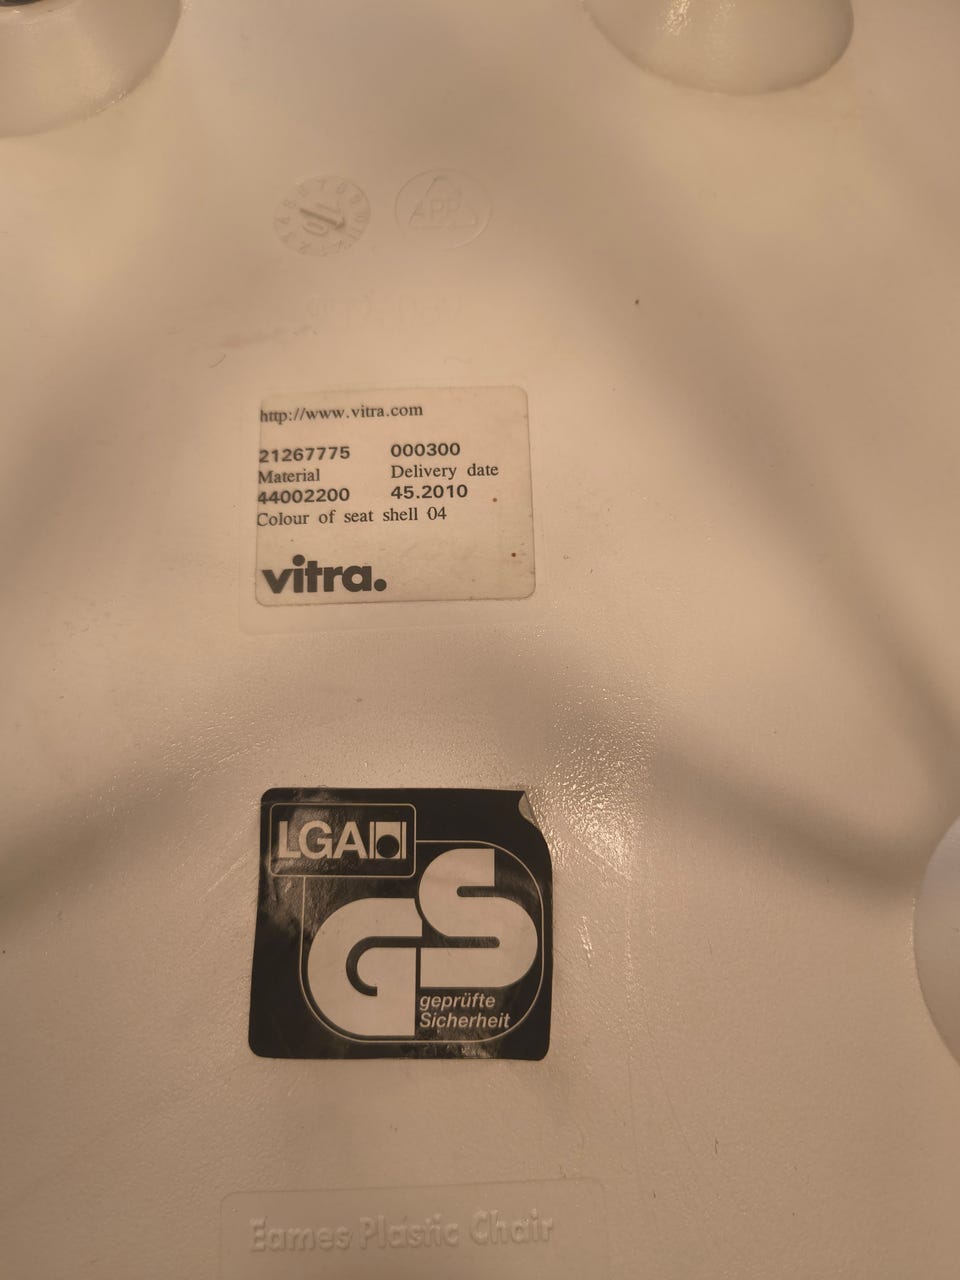 10
PP
http://www.vitra.com
21267775 000300
Material Delivery date
44002200 45.2010
Colour of seat shell 04
vitra.
LGA
GS
geprüfte
Sicherheit
Eames Plastic Chair